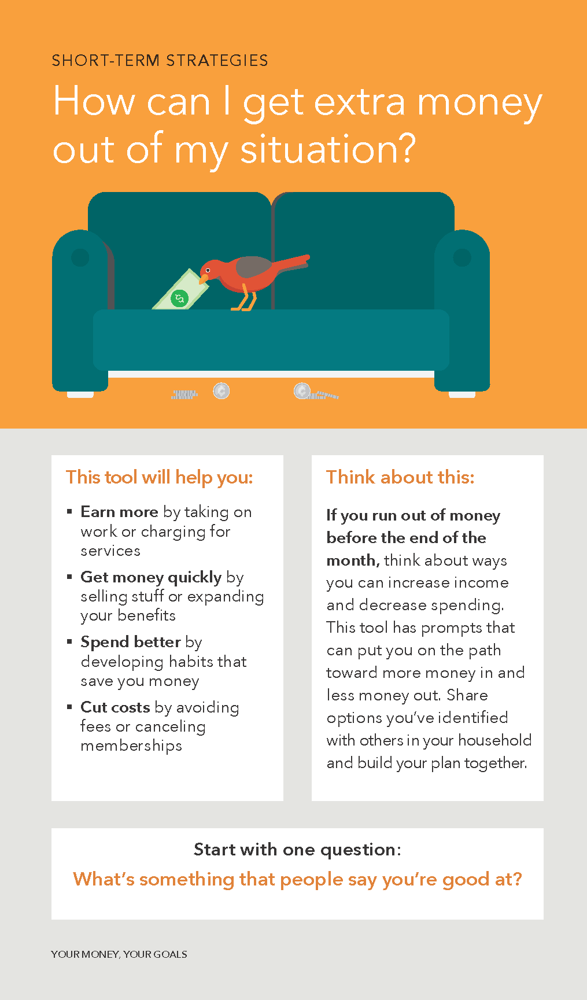 SHORT-TERM STRATEGIES
How can I get extra money
out of my situation?
$
This tool will help you:
▪ Earn more by taking on
work or charging for
services
▪ Get money quickly by
selling stuff or expanding
your benefits
▪ Spend better by
developing habits that
save you money
▪ Cut costs by avoiding
fees or canceling
memberships
Think about this:
If you run out of money
before the end of the
month, think about ways
you can increase income
and decrease spending.
This tool has prompts that
can put you on the path
toward more money in and
less money out. Share
options you’ve identified
with others in your household
and build your plan together.
Start with one question:
What’s something that people say you’re good at?
YOUR MONEY, YOUR GOALS